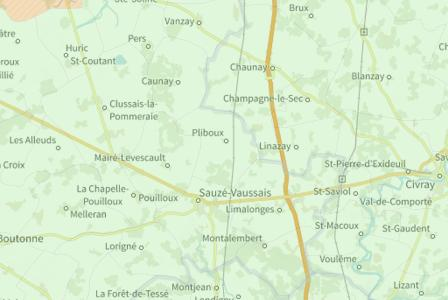 Vanzay
Brux
Pers
Huric
St-Coutant
Chaunay
Blanzay
Caunay
Champagne-le-Sec
Clussais-la-
Pommeraie
Pliboux
Les Alleuds
Linazay
Mairé-Levescault
St-Pierre-d'Exideuil
Civray
La Chapelle-
Pouilloux
Pouilloux
Sauzé-Vaussais
St-Saviol
Val-de-Comporté
Melleran
Limalonges
St-Macoux
St-Gaudent
Boutonne
Lorigné
Montalembert
Voulême
Lizant
Montjean
La Forêt-de-Tessé